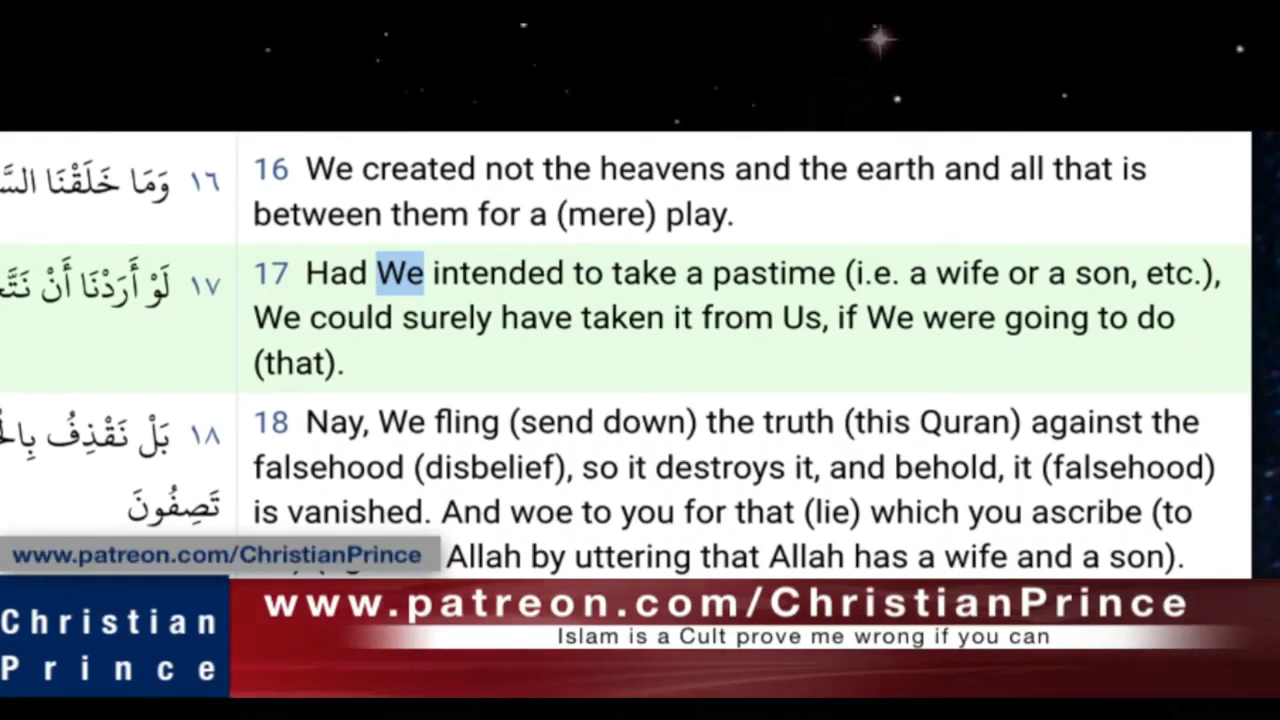 ١٦ وَمَا خَلَقْنَا
16 We created not the heavens and the earth and all that is
between them for a (mere) play.
١٧ لَوْ أَرَدْنَا أَنْ
17 Had We intended to take a pastime (i.e. a wife or a son, etc.),
We could surely have taken it from Us, if We were going to do
(that).
١٨ بَلْ نَقْذِفُ
تَصِفُونَ
18 Nay, We fling (send down) the truth (this Quran) against the
falsehood (disbelief), so it destroys it, and behold, it (falsehood)
is vanished. And woe to you for that (lie) which you ascribe (to
Allah by uttering that Allah has a wife and a son).
www.patreon.com/ChristianPrince
Christian
Prince
www.patreon.com/ChristianPrince
Islam is a Cult prove me wrong if you can